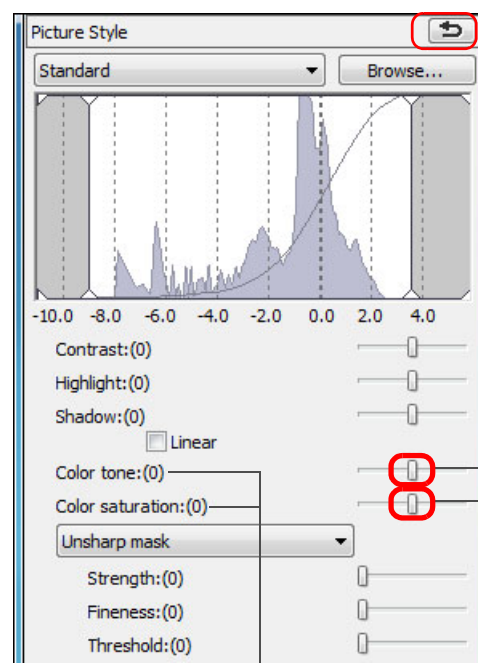 Picture Style
Standard Browse...
-10.0 -8.0 -6.0 -4.0 -2.0 0.0 2.0 4.0
Contrast:(0)
Highlight:(0)
Shadow:(0)
Linear
Color tone:(0)
Color saturation:(0)
Unsharp mask
Strength:(0)
Fineness:(0)
Threshold:(0)